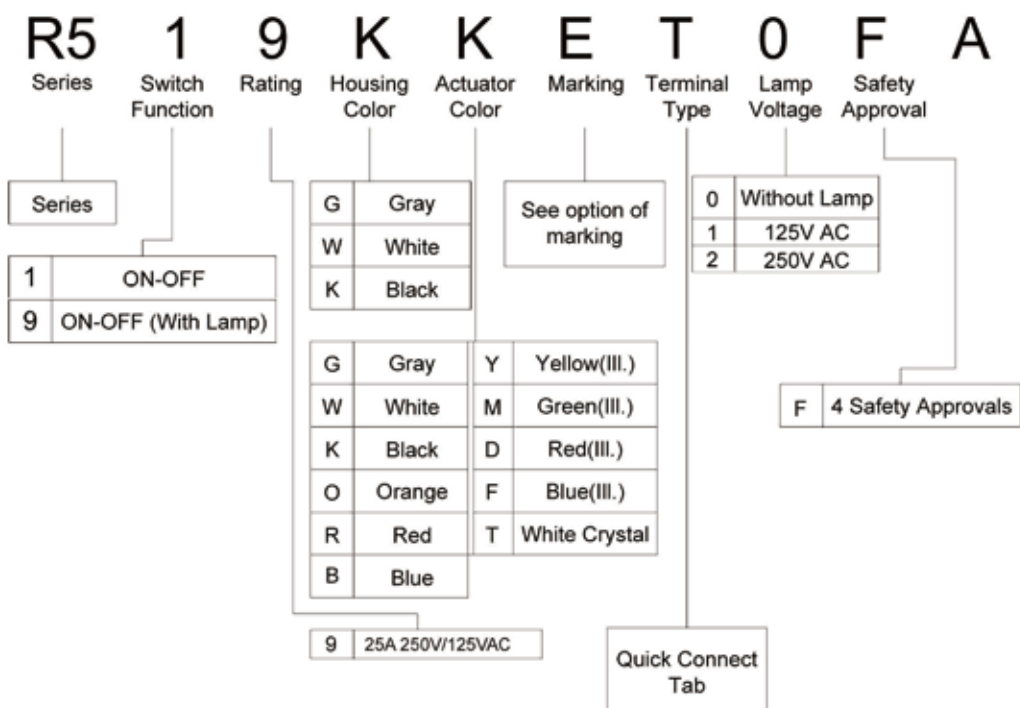 R5 1 9 K K E T 0 F A
Series Switch Function Rating Housing Color Actuator Color Marking Terminal Type Lamp Voltage Safety Approval
Series
1 ON-OFF
9 ON-OFF (With Lamp)
G Gray
W White
K Black
See option of
marking
0 Without Lamp
1 125V AC
2 250V AC
G Gray Y Yellow(Ill.)
W White M Green(Ill.)
K Black D Red(Ill.)
O Orange F Blue(Ill.)
R Red T White Crystal
B Blue
F 4 Safety Approvals
9 25A 250V/125VAC
Quick Connect
Tab